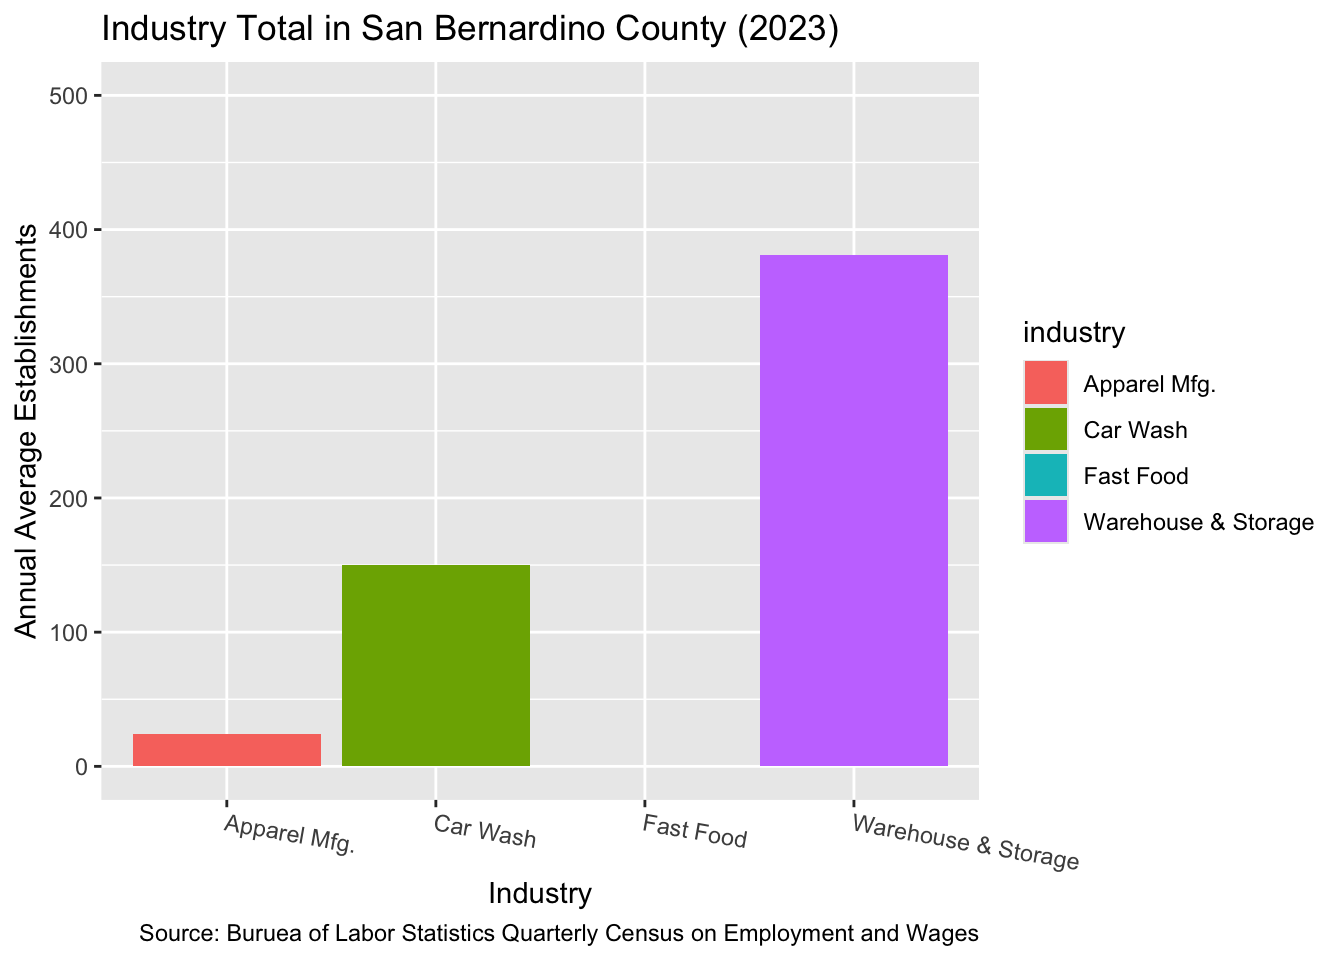 Industry Total in San Bernardino County (2023)
500
400
300
200
100
0
Annual Average Establishments
Apparel Mfg.
Car Wash
Fast Food
Warehouse & Storage
Industry
industry
Apparel Mfg.
Car Wash
Fast Food
Warehouse & Storage
Source: Buruea of Labor Statistics Quarterly Census on Employment and Wages